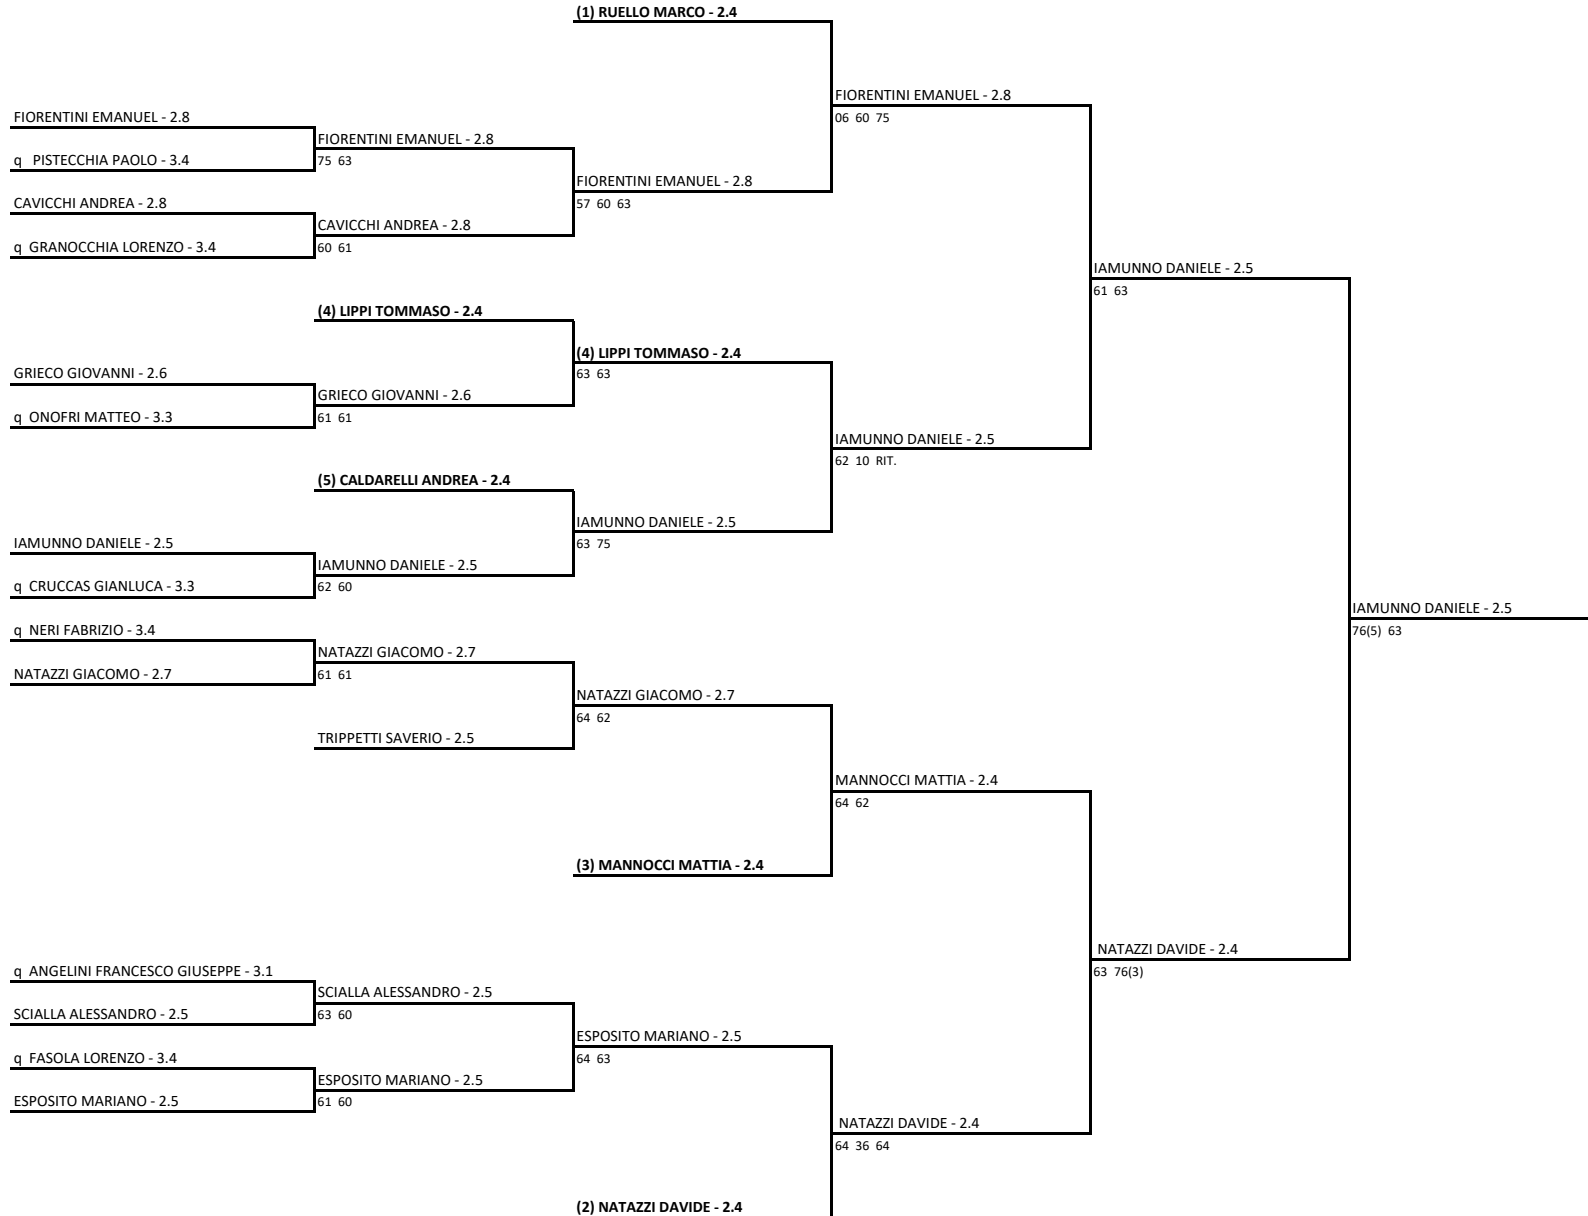 (1) RUELLO MARCO - 2.4
FIORENTINI EMANUEL - 2.8
06 60 75
FIORENTINI EMANUEL - 2.8
q PISTECCHIA PAOLO - 3.4
FIORENTINI EMANUEL - 2.8
75 63
FIORENTINI EMANUEL - 2.8
57 60 63
CAVICCHI ANDREA - 2.8
q GRANOCCHIA LORENZO - 3.4
CAVICCHI ANDREA - 2.8
60 61
IAMUNNO DANIELE - 2.5
61 63
(4) LIPPI TOMMASO - 2.4
(4) LIPPI TOMMASO - 2.4
63 63
GRIECO GIOVANNI - 2.6
q ONOFRI MATTEO - 3.3
GRIECO GIOVANNI - 2.6
61 61
IAMUNNO DANIELE - 2.5
62 10 RIT.
(5) CALDARELLI ANDREA - 2.4
IAMUNNO DANIELE - 2.5
63 75
IAMUNNO DANIELE - 2.5
q CRUCCAS GIANLUCA - 3.3
IAMUNNO DANIELE - 2.5
62 60
IAMUNNO DANIELE - 2.5
76(5) 63
q NERI FABRIZIO - 3.4
NATAZZI GIACOMO - 2.7
NATAZZI GIACOMO - 2.7
61 61
NATAZZI GIACOMO - 2.7
64 62
TRIPPETTI SAVERIO - 2.5
MANNOCCI MATTIA - 2.4
64 62
(3) MANNOCCI MATTIA - 2.4
NATAZZI DAVIDE - 2.4
63 76(3)
q ANGELINI FRANCESCO GIUSEPPE - 3.1
SCIALLA ALESSANDRO - 2.5
SCIALLA ALESSANDRO - 2.5
63 60
ESPOSITO MARIANO - 2.5
64 63
q FASOLA LORENZO - 3.4
ESPOSITO MARIANO - 2.5
ESPOSITO MARIANO - 2.5
61 60
NATAZZI DAVIDE - 2.4
64 36 64
(2) NATAZZI DAVIDE - 2.4